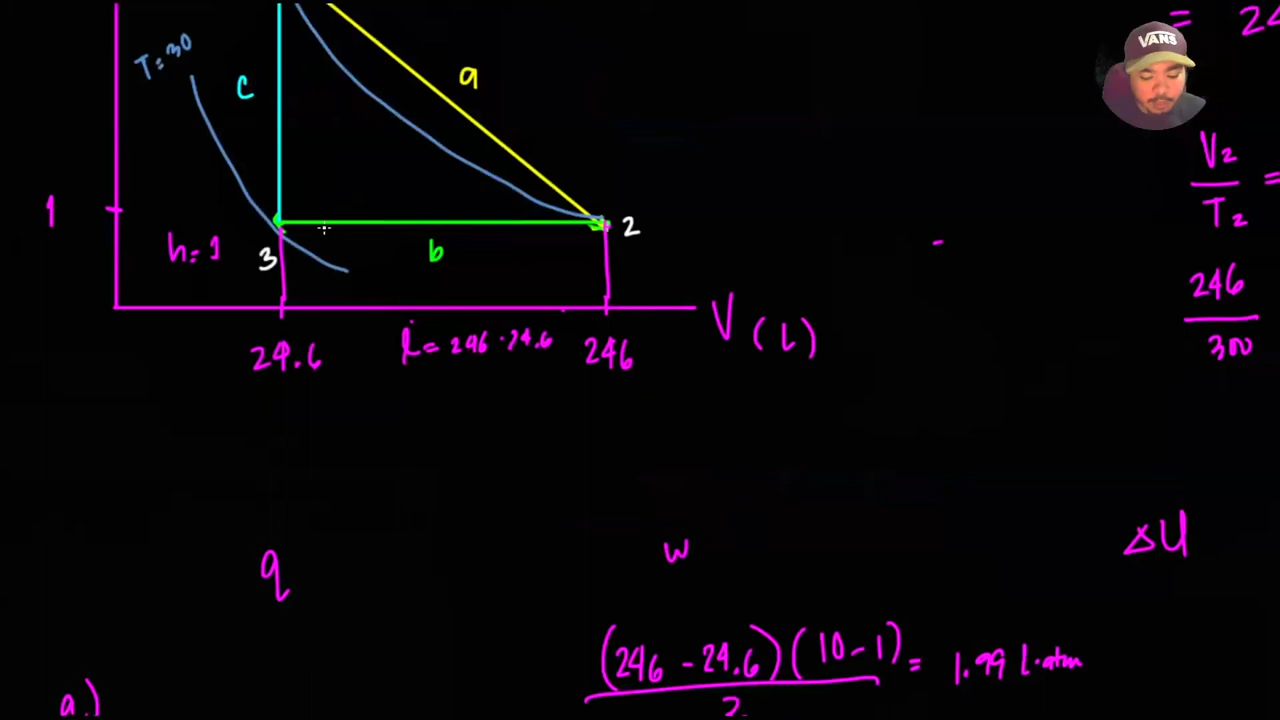 = 24
VANS
T=30
c
a
V2
T2
=
1
2
h=1
3
b
-
246
300
V (L)
24.6
l = 246-24.6
246
q
w
ΔU
(246 - 24.6)(10-1) = 1.99 l·atm
2
a.)